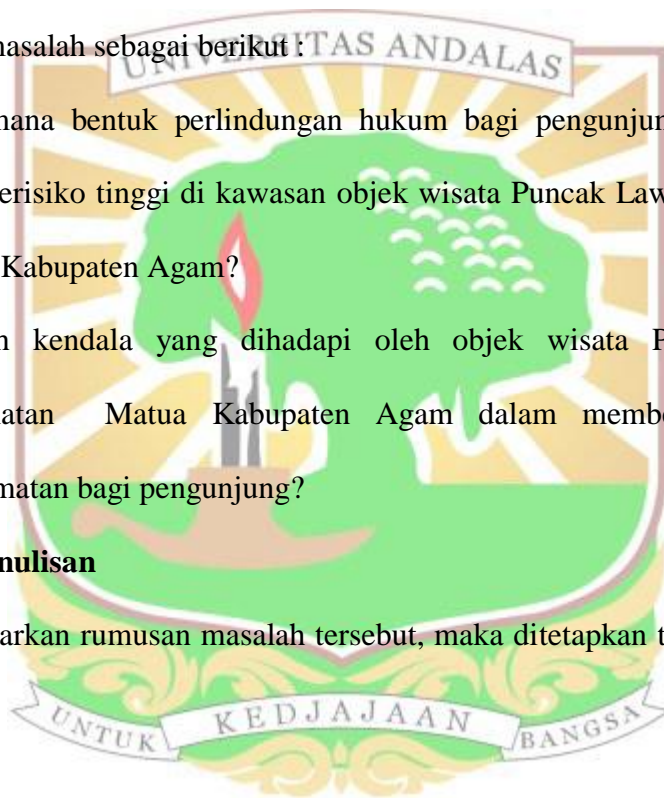 masalah sebagai berikut :
UNIVERSITAS ANDALAS
mana bentuk perlindungan hukum bagi pengunjun
erisiko tinggi di kawasan objek wisata Puncak Law
Kabupaten Agam?
n kendala yang dihadapi oleh objek wisata P
matan Matua Kabupaten Agam dalam membe
matan bagi pengunjung?
nulisan
arkan rumusan masalah tersebut, maka ditetapkan t
UNTUK KEDJAJAAN BANGSA